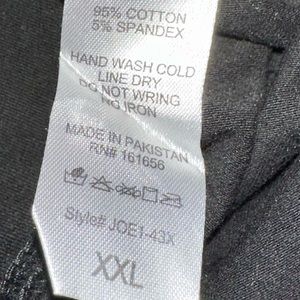 95% COTTON
5% SPANDEX
HAND WASH COLD
LINE DRY
DO NOT WRING
NO IRON
MADE IN PAKISTAN
RN# 161656
Style# JOE1-43X
XXL